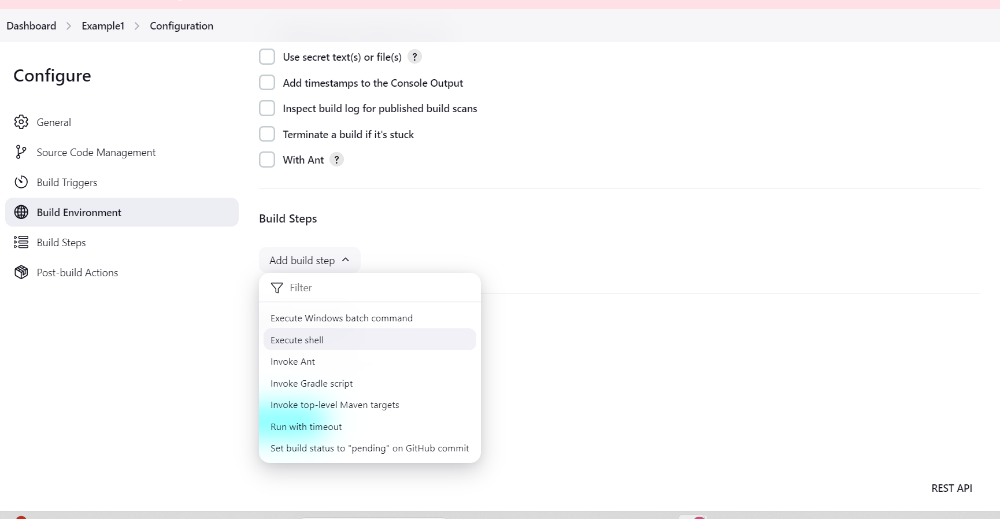 Dashboard > Example1 > Configuration
Configure
General
Source Code Management
Build Triggers
Build Environment
Build Steps
Post-build Actions
Use secret text(s) or file(s) ?
Add timestamps to the Console Output
Inspect build log for published build scans
Terminate a build if it's stuck
With Ant ?
Build Steps
Add build step
Filter
Execute Windows batch command
Execute shell
Invoke Ant
Invoke Gradle script
Invoke top-level Maven targets
Run with timeout
Set build status to "pending" on GitHub commit
REST API